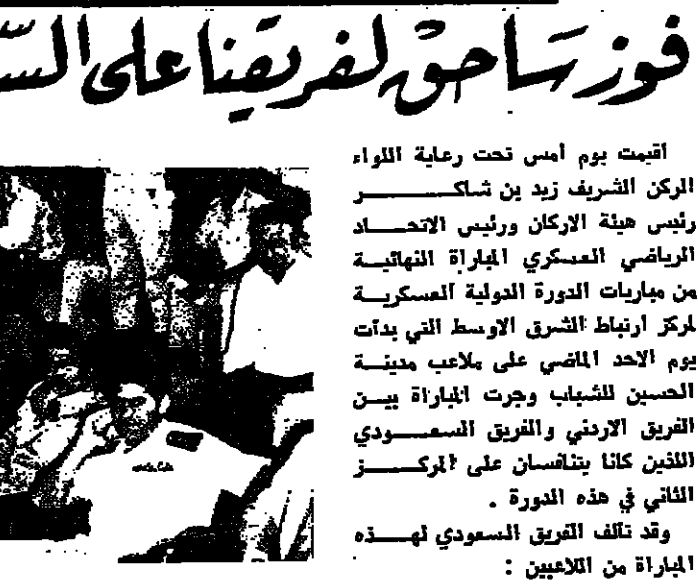 فوز ساحق لفريقنا على
أقيمت يوم أمس تحت رعاية اللواء
الركن الشريف زيد بن شاكر
رئيس هيئة الاركان ورئيس الاتحاد
الرياضي العسكري المباراة النهائية
من مباريات الدورة الدولية العسكرية
لمركز ارتباط الشرق الاوسط التي بدأت
يوم الاحد الماضي على ملاعب مدينة
الحسين للشباب وجرت المباراة بين
الفريق الاردني والفريق السعودي
اللذين كانا يتنافسان على المركز
الثاني في هذه الدورة .
وقد تألف الفريق السعودي لهذه
المباراة من اللاعبين :